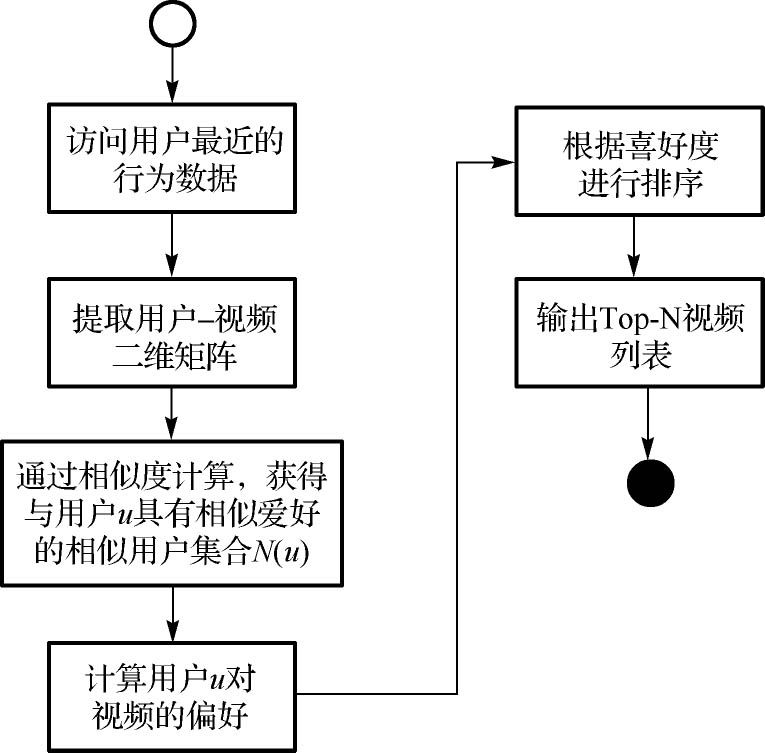 访问用户最近的
行为数据
提取用户–视频
二维矩阵
通过相似度计算，获得
与用户u具有相似爱好
的相似用户集合N(u)
计算用户u对
视频的偏好
根据喜好度
进行排序
输出Top-N视频
列表